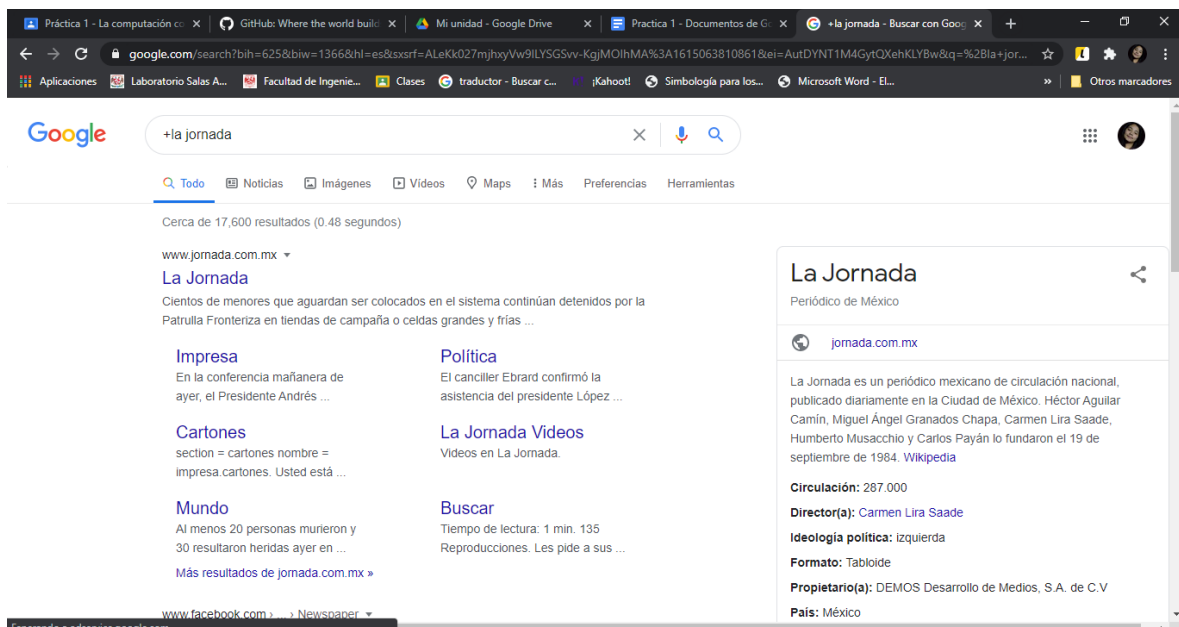 Práctica 1 - La computación co
GitHub: Where the world build
Mi unidad - Google Drive
Practica 1 - Documentos de Go
+la jornada - Buscar con Goog
google.com/search?bih=625&biw=1366&hl=es&sxsrf=ALeKk027mjhxyVw9lLYSGSvv-KgjMOIhMA%3A1615063810861&ei=AutDYNT1M4GytQXehKLYBw&q=%2Bla+jor...
Aplicaciones
Laboratorio Salas A...
Facultad de Ingenie...
Clases
traductor - Buscar c...
¡Kahoot!
Simbología para los...
Microsoft Word - El...
»
Otros marcadores
Google
+la jornada
Todo
Noticias
Imágenes
Vídeos
Maps
Más
Preferencias
Herramientas
Cerca de 17,600 resultados (0.48 segundos)
www.jornada.com.mx
La Jornada
Cientos de menores que aguardan ser colocados en el sistema continúan detenidos por la
Patrulla Fronteriza en tiendas de campaña o celdas grandes y frías ...
Impresa
En la conferencia mañanera de
ayer, el Presidente Andrés ...
Política
El canciller Ebrard confirmó la
asistencia del presidente López ...
Cartones
section = cartones nombre =
impresa.cartones. Usted está ...
La Jornada Videos
Videos en La Jornada.
Mundo
Al menos 20 personas murieron y
30 resultaron heridas ayer en ...
Buscar
Tiempo de lectura: 1 min. 135
Reproducciones. Les pide a sus ...
Más resultados de jornada.com.mx »
www.facebook.com › ... › Newspaper
La Jornada
Periódico de México
jornada.com.mx
La Jornada es un periódico mexicano de circulación nacional,
publicado diariamente en la Ciudad de México. Héctor Aguilar
Camín, Miguel Ángel Granados Chapa, Carmen Lira Saade,
Humberto Musacchio y Carlos Payán lo fundaron el 19 de
septiembre de 1984. Wikipedia
Circulación: 287.000
Director(a): Carmen Lira Saade
Ideología política: izquierda
Formato: Tabloide
Propietario(a): DEMOS Desarrollo de Medios, S.A. de C.V
País: México